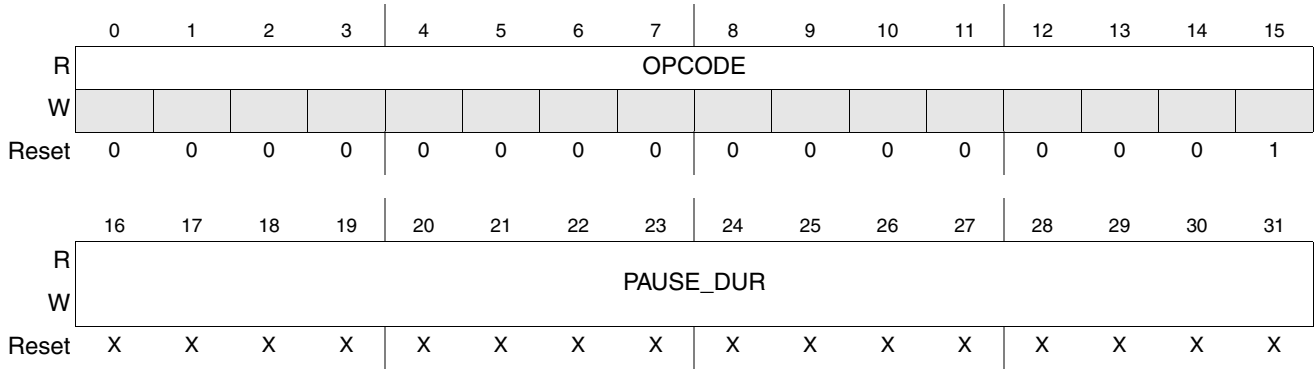 0 1 2 3 4 5 6 7 8 9 10 11 12 13 14 15
R OPCODE
W
Reset 0 0 0 0 0 0 0 0 0 0 0 0 0 0 0 1
16 17 18 19 20 21 22 23 24 25 26 27 28 29 30 31
R
PAUSE_DUR
W
Reset X X X X X X X X X X X X X X X X